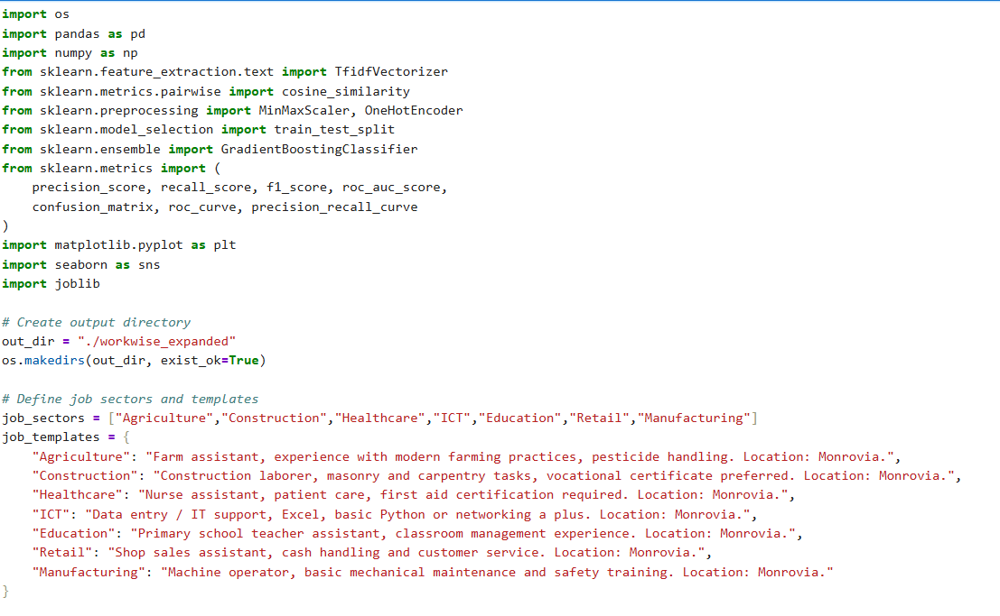 import os
import pandas as pd
import numpy as np
from sklearn.feature_extraction.text import TfidfVectorizer
from sklearn.metrics.pairwise import cosine_similarity
from sklearn.preprocessing import MinMaxScaler, OneHotEncoder
from sklearn.model_selection import train_test_split
from sklearn.ensemble import GradientBoostingClassifier
from sklearn.metrics import (
    precision_score, recall_score, f1_score, roc_auc_score,
    confusion_matrix, roc_curve, precision_recall_curve
)
import matplotlib.pyplot as plt
import seaborn as sns
import joblib

# Create output directory
out_dir = "./workwise_expanded"
os.makedirs(out_dir, exist_ok=True)

# Define job sectors and templates
job_sectors = ["Agriculture","Construction","Healthcare","ICT","Education","Retail","Manufacturing"]
job_templates = {
    "Agriculture": "Farm assistant, experience with modern farming practices, pesticide handling. Location: Monrovia.",
    "Construction": "Construction laborer, masonry and carpentry tasks, vocational certificate preferred. Location: Monrovia.",
    "Healthcare": "Nurse assistant, patient care, first aid certification required. Location: Monrovia.",
    "ICT": "Data entry / IT support, Excel, basic Python or networking a plus. Location: Monrovia.",
    "Education": "Primary school teacher assistant, classroom management experience. Location: Monrovia.",
    "Retail": "Shop sales assistant, cash handling and customer service. Location: Monrovia.",
    "Manufacturing": "Machine operator, basic mechanical maintenance and safety training. Location: Monrovia."
}